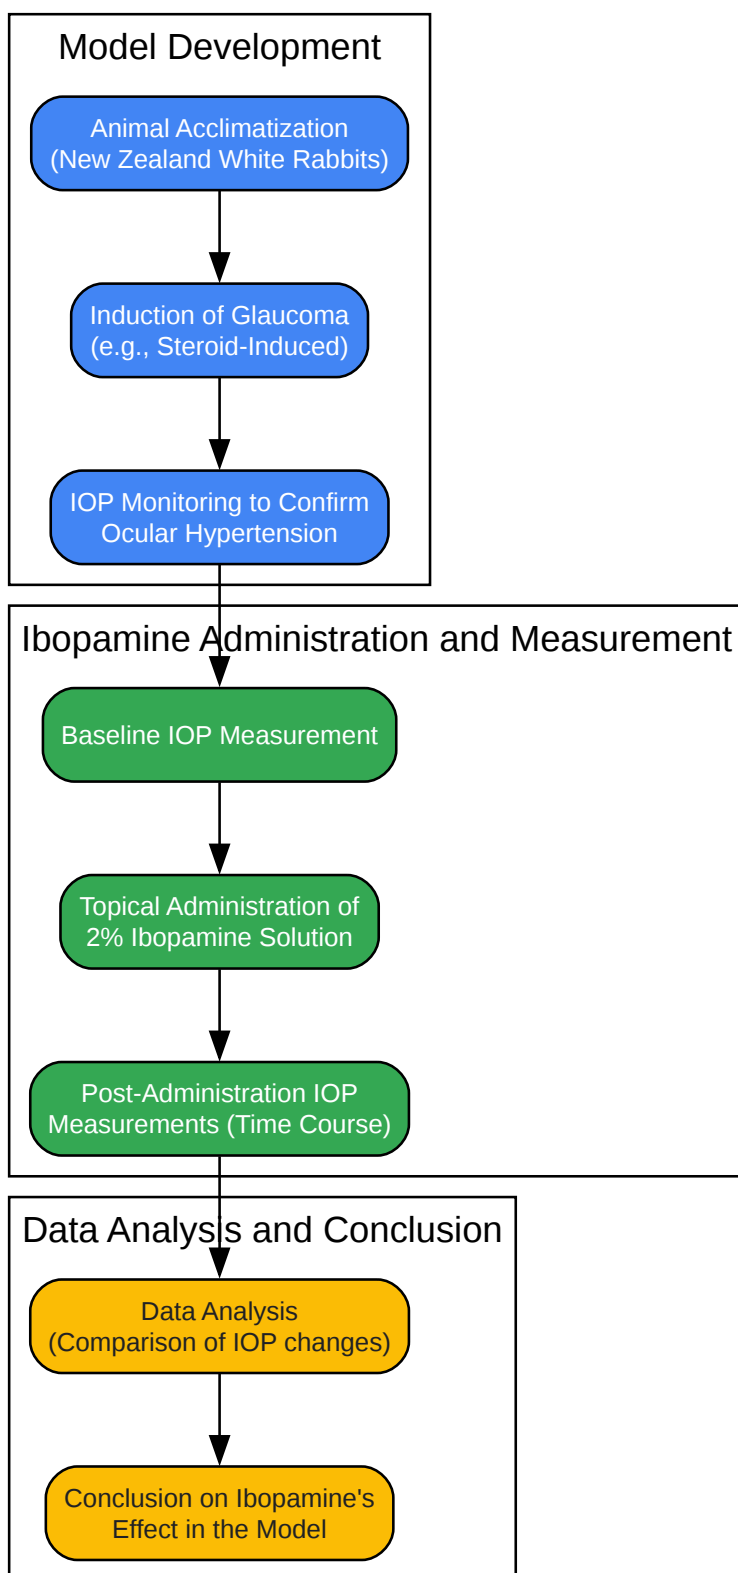 Model Development
Animal Acclimatization
(New Zealand White Rabbits)
Induction of Glaucoma
(e.g., Steroid-Induced)
IOP Monitoring to Confirm
Ocular Hypertension
Ibopamine Administration and Measurement
Baseline IOP Measurement
Topical Administration of
2% Ibopamine Solution
Post-Administration IOP
Measurements (Time Course)
Data Analysis and Conclusion
Data Analysis
(Comparison of IOP changes)
Conclusion on Ibopamine's
Effect in the Model